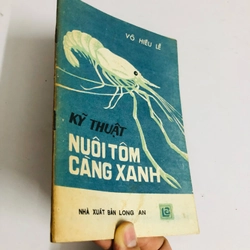 VÕ HIẾU LỄ
KỸ THUẬT
NUÔI TÔM
CÀNG XANH
NHÀ XUẤT BẢN LONG AN